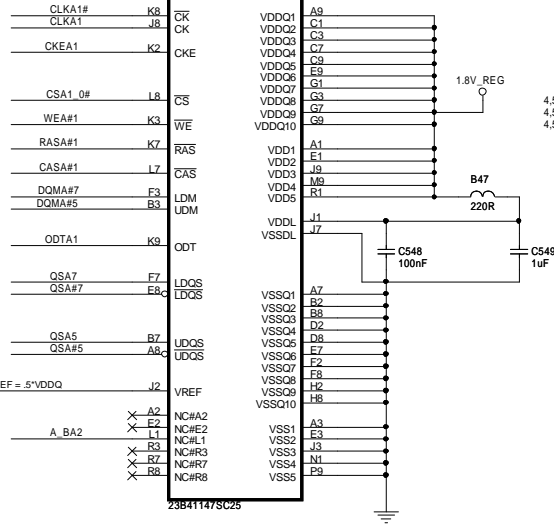 CLKA1# K8 CK VDDQ1 A9
CLKA1 J8 CK VDDQ2 C1
VDDQ3 C3
CKEA1 K2 CKE VDDQ4 C7
VDDQ5 C9
VDDQ6 E9
VDDQ7 G1
CSA1_0# L8 CS VDDQ8 G3
1.8V_REG
VDDQ9 G7
WEA#1 K3 WE VDDQ10 G9
RASA#1 K7 RAS VDD1 A1
VDD2 E1
CASA#1 L7 CAS VDD3 J9
VDD4 M9
DQMA#7 F3 LDM VDD5 R1
B47
220R
DQMA#5 B3 UDM
VDDL J1
VSSDL J7
ODTA1 K9 ODT
C548
100nF
C549
1uF
QSA7 F7 LDQS
QSA#7 E8 LDQS VSSQ1 A7
VSSQ2 B2
VSSQ3 B8
VSSQ4 D2
QSA5 B7 UDQS VSSQ5 D8
QSA#5 A8 UDQS VSSQ6 E7
VSSQ7 F2
VSSQ8 F8
EF = .5*VDDQ J2 VREF VSSQ9 H2
VSSQ10 H8
A2 NC#A2
E2 NC#E2 VSS1 A3
A_BA2 L1 NC#L1 VSS2 E3
R3 NC#R3 VSS3 J3
R7 NC#R7 VSS4 N1
R8 NC#R8 VSS5 P9
23B41147SC25